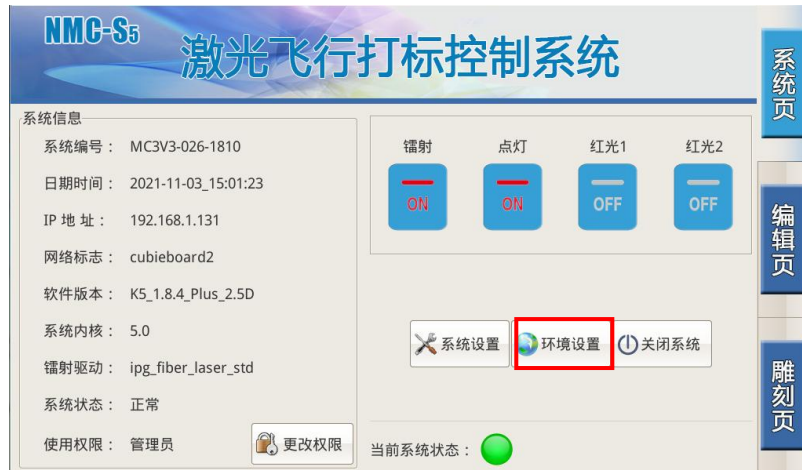 NMC-S5
激光飞行打标控制系统
系统页
编辑页
雕刻页
系统信息
系统编号： MC3V3-026-1810
日期时间： 2021-11-03_15:01:23
IP 地 址： 192.168.1.131
网络标志： cubieboard2
软件版本： K5_1.8.4_Plus_2.5D
系统内核： 5.0
镭射驱动： ipg_fiber_laser_std
系统状态： 正常
使用权限： 管理员 更改权限
镭射 点灯 红光1 红光2
ON ON OFF OFF
系统设置 环境设置 关闭系统
当前系统状态：